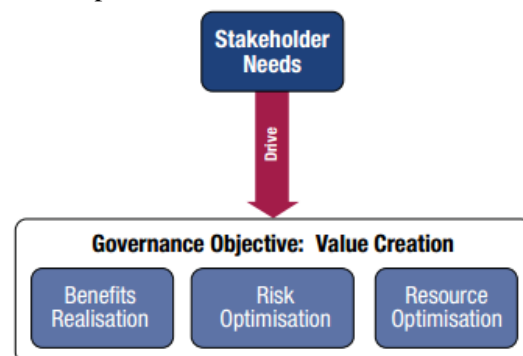 Stakeholder
Needs
Drive
Governance Objective: Value Creation
Benefits
Realisation
Risk
Optimisation
Resource
Optimisation